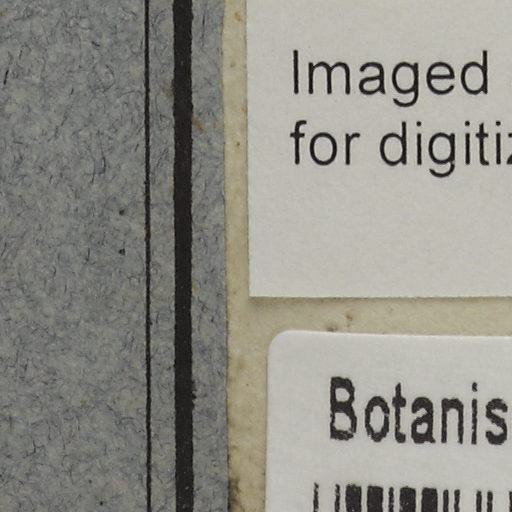 Imaged
for digitiz
Botanis